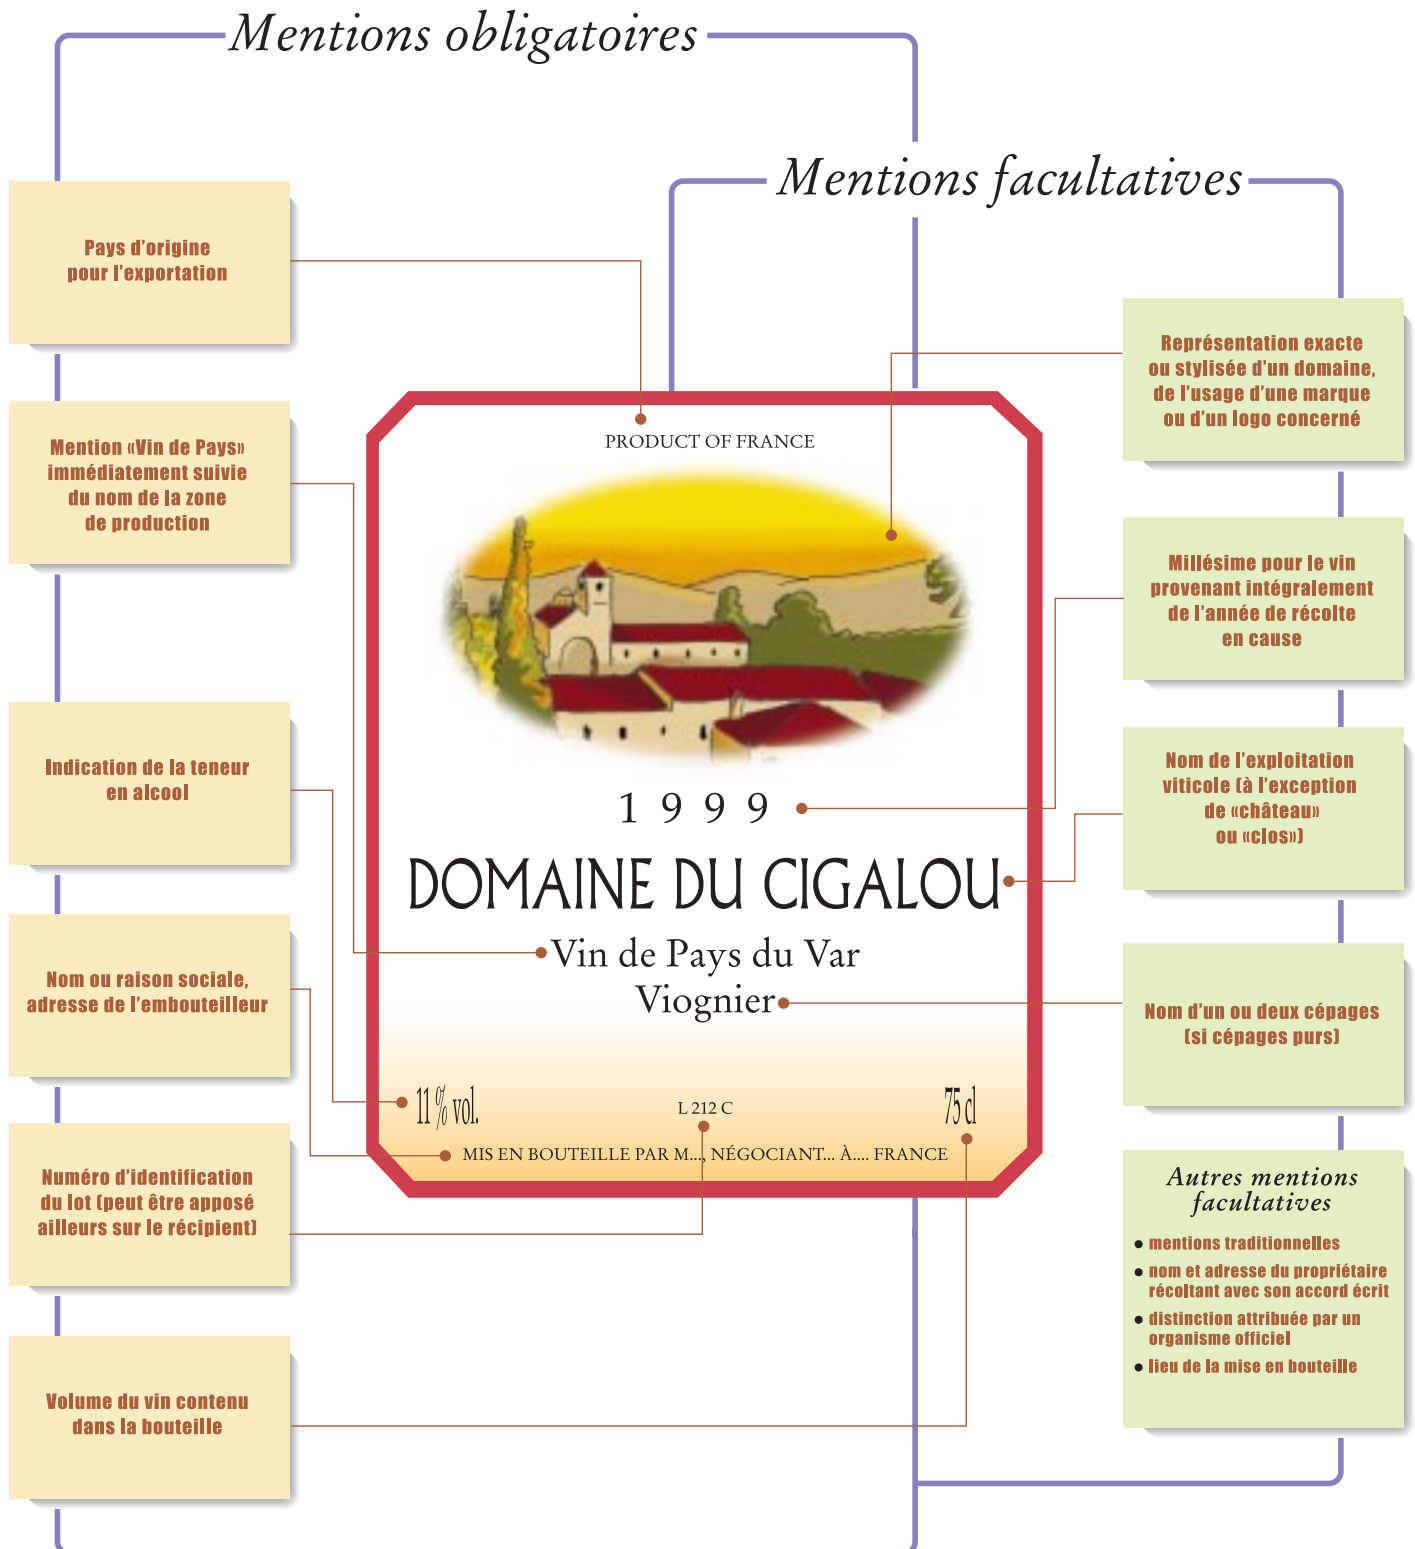 Mentions obligatoires
Mentions facultatives
Pays d'origine
pour l'exportation
Mention «Vin de Pays»
immédiatement suivie
du nom de la zone
de production
Indication de la teneur
en alcool
Nom ou raison sociale,
adresse de l'embouteilleur
Numéro d'identification
du lot (peut être apposé
ailleurs sur le récipient)
Volume du vin contenu
dans la bouteille
PRODUCT OF FRANCE
1 9 9 9
DOMAINE DU CIGALOU
Vin de Pays du Var
Viognier
11 % vol.
L 212 C
75 cl
MIS EN BOUTEILLE PAR M..., NÉGOCIANT... À.... FRANCE
Représentation exacte
ou stylisée d'un domaine,
de l'usage d'une marque
ou d'un logo concerné
Millésime pour le vin
provenant intégralement
de l'année de récolte
en cause
Nom de l'exploitation
viticole (à l'exception
de «château»
ou «clos»)
Nom d'un ou deux cépages
(si cépages purs)
Autres mentions
facultatives
• mentions traditionnelles
• nom et adresse du propriétaire
récoltant avec son accord écrit
• distinction attribuée par un
organisme officiel
• lieu de la mise en bouteille